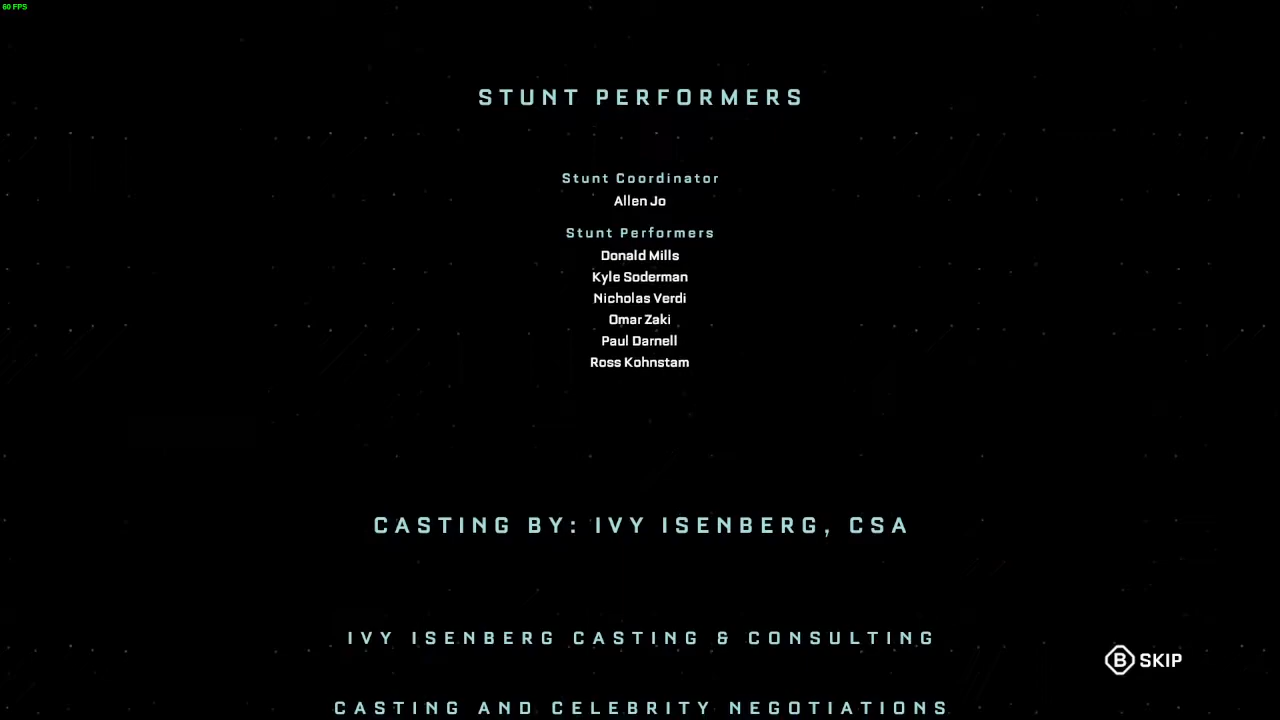 60 FPS
STUNT PERFORMERS
Stunt Coordinator
Allen Jo
Stunt Performers
Donald Mills
Kyle Soderman
Nicholas Verdi
Omar Zaki
Paul Darnell
Ross Kohnstam
CASTING BY: IVY ISENBERG, CSA
IVY ISENBERG CASTING & CONSULTING
B SKIP
CASTING AND CELEBRITY NEGOTIATIONS